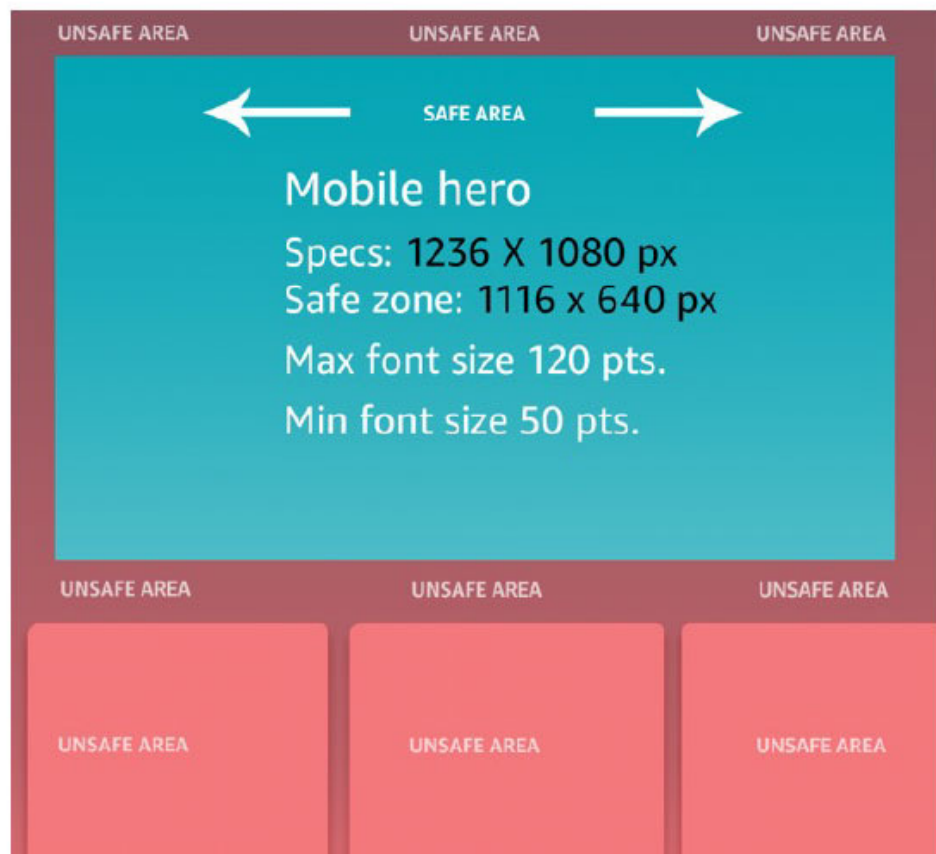 UNSAFE AREA UNSAFE AREA UNSAFE AREA
SAFE AREA
Mobile hero
Specs: 1236 X 1080 px
Safe zone: 1116 x 640 px
Max font size 120 pts.
Min font size 50 pts.
UNSAFE AREA UNSAFE AREA UNSAFE AREA
UNSAFE AREA UNSAFE AREA UNSAFE AREA